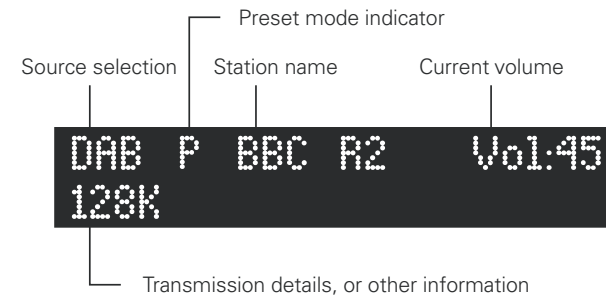 Preset mode indicator
Source selection Station name Current volume
DAB P BBC R2 Vol:45
128K
Transmission details, or other information